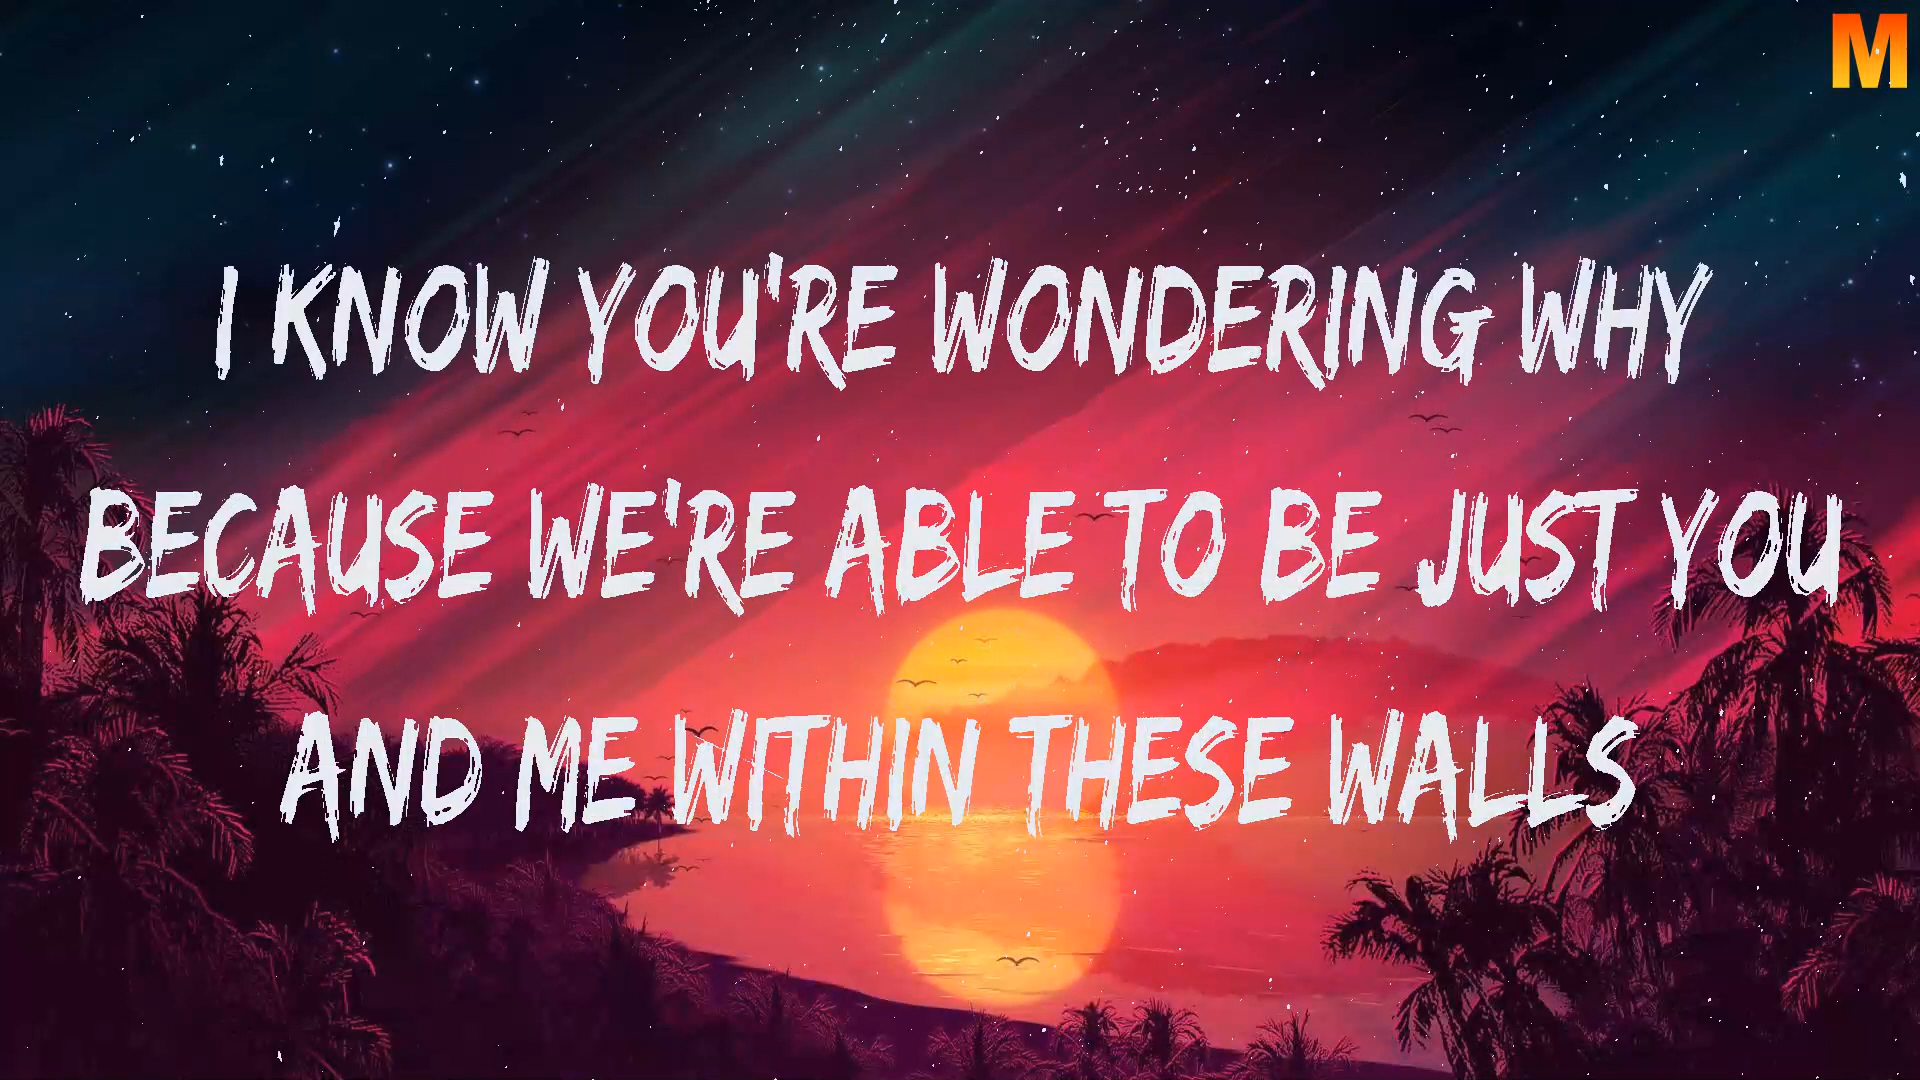 M
I KNOW YOU'RE WONDERING WHY
BECAUSE WE'RE ABLE TO BE JUST YOU
AND ME WITHIN THESE WALLS